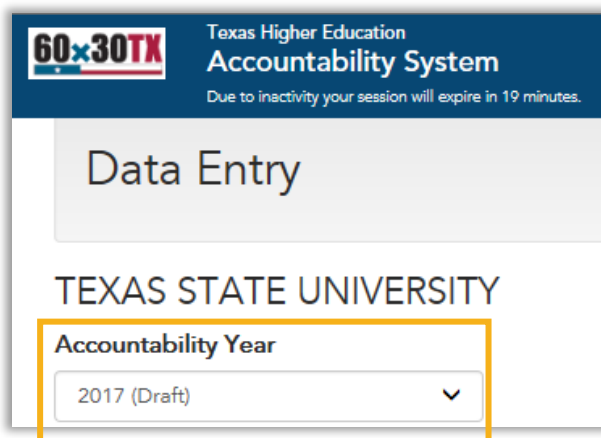 60x30TX
Texas Higher Education
Accountability System
Due to inactivity your session will expire in 19 minutes.
Data Entry
TEXAS STATE UNIVERSITY
Accountability Year
2017 (Draft)